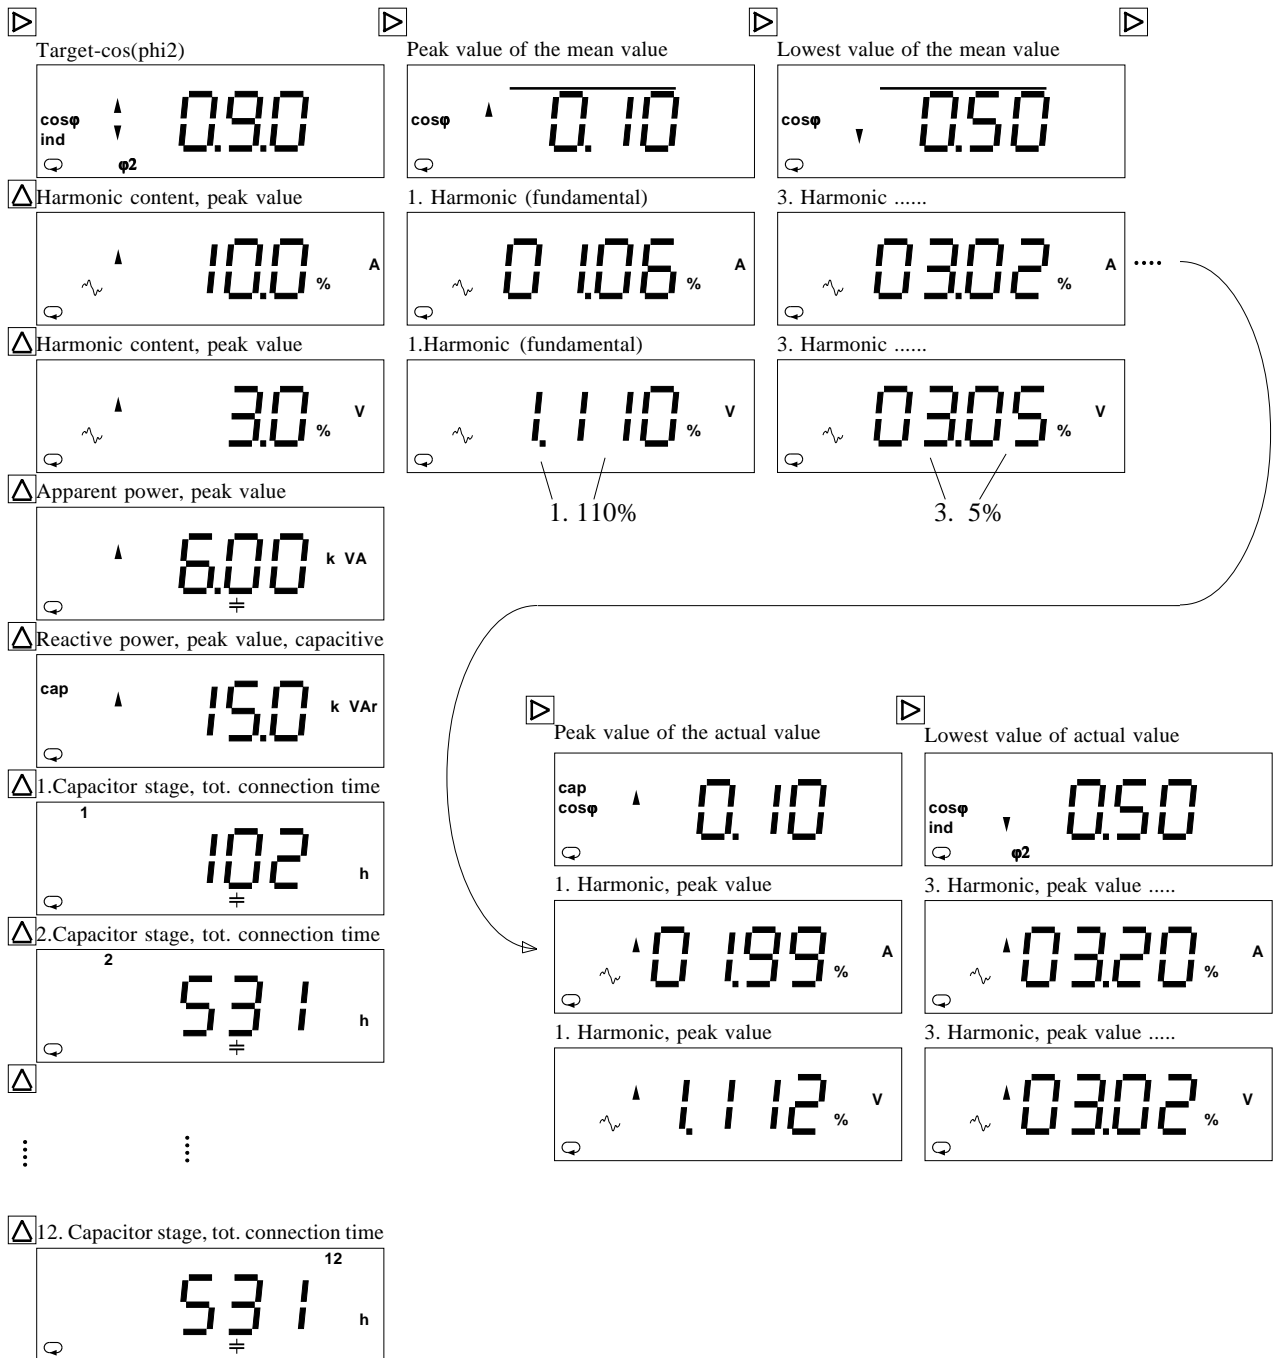 Target-cos(phi2)
cosφ
ind
φ2
0.9.0
Peak value of the mean value
cosφ
0.10
Lowest value of the mean value
cosφ
0.50
Harmonic content, peak value
10.0 % A
1. Harmonic (fundamental)
01.06 % A
3. Harmonic ......
03.02 % A
....
Harmonic content, peak value
3.0 % V
1.Harmonic (fundamental)
1.110 % V
1. 110%
3. Harmonic ......
03.05 % V
3. 5%
Apparent power, peak value
6.00 k VA
Reactive power, peak value, capacitive
cap
15.0 k VAr
1.Capacitor stage, tot. connection time
1
102 h
2.Capacitor stage, tot. connection time
2
531 h
12. Capacitor stage, tot. connection time
12
531 h
Peak value of the actual value
cap
cosφ
0.10
Lowest value of actual value
cosφ
ind
φ2
0.50
1. Harmonic, peak value
01.99 % A
3. Harmonic, peak value .....
03.20 % A
1. Harmonic, peak value
1.112 % V
3. Harmonic, peak value .....
03.02 % V